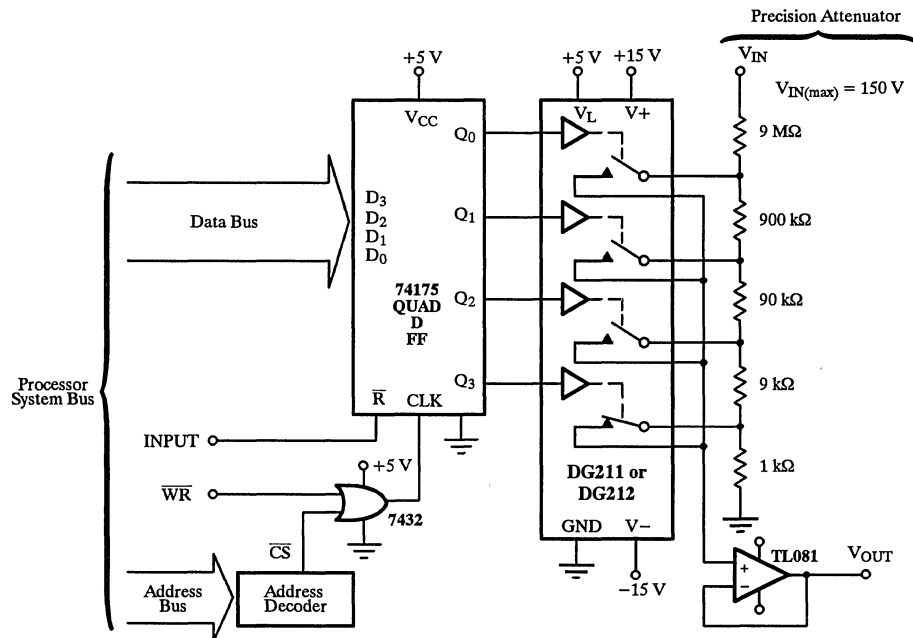 Precision Attenuator
V_IN
V_IN(max) = 150 V
+5 V
+5 V
+15 V
V_CC
V_L
V+
Q_0
Q_1
Q_2
Q_3
9 MΩ
900 kΩ
90 kΩ
9 kΩ
1 kΩ
Data Bus
D_3
D_2
D_1
D_0
74175
QUAD
D
FF
R̅
CLK
Processor
System Bus
INPUT
W̅R̅
+5 V
7432
C̅S̅
Address
Bus
Address
Decoder
DG211 or
DG212
GND
V−
−15 V
TL081
+
−
V_OUT